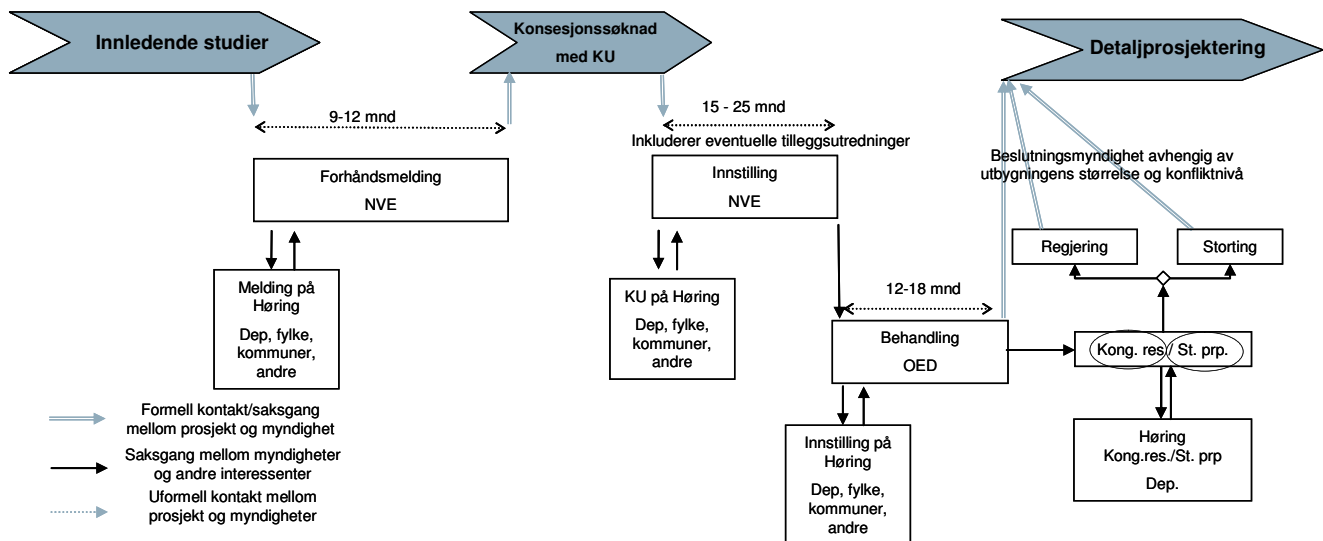 Innledende studier
Konsesjonssøknad
med KU
Detaljprosjektering
9-12 mnd
15 - 25 mnd
Inkluderer eventuelle tilleggsutredninger
Forhåndsmelding
NVE
Innstilling
NVE
Beslutningsmyndighet avhengig av
utbygningens størrelse og konfliktnivå
Regjering
Storting
Melding på
Høring
Dep, fylke,
kommuner,
andre
KU på Høring
Dep, fylke,
kommuner,
andre
12-18 mnd
Behandling
OED
Kong. res./ St. prp.
Innstilling på
Høring
Dep, fylke,
kommuner,
andre
Høring
Kong.res./St. prp
Dep.
Formell kontakt/saksgang
mellom prosjekt og myndighet
Saksgang mellom myndigheter
og andre interessenter
Uformell kontakt mellom
prosjekt og myndigheter